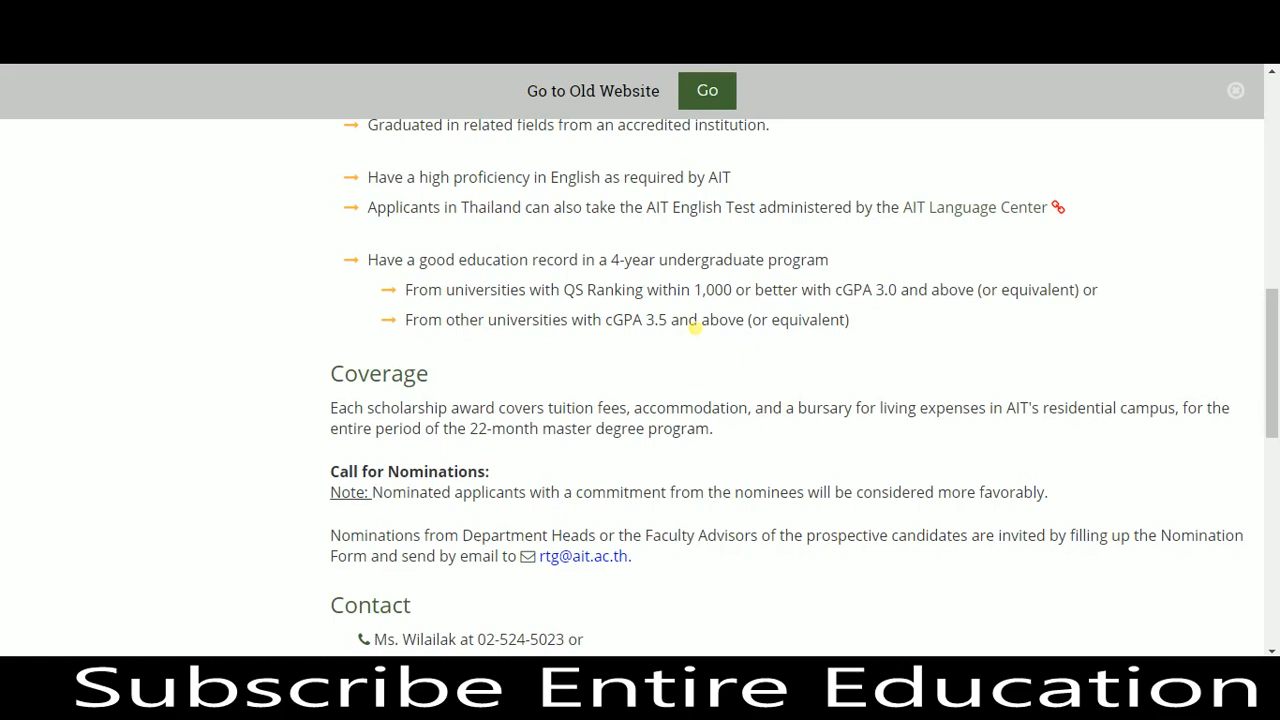 Go to Old Website Go
Graduated in related fields from an accredited institution.
Have a high proficiency in English as required by AIT
Applicants in Thailand can also take the AIT English Test administered by the AIT Language Center
Have a good education record in a 4-year undergraduate program
From universities with QS Ranking within 1,000 or better with cGPA 3.0 and above (or equivalent) or
From other universities with cGPA 3.5 and above (or equivalent)
Coverage
Each scholarship award covers tuition fees, accommodation, and a bursary for living expenses in AIT's residential campus, for the
entire period of the 22-month master degree program.
Call for Nominations:
Note: Nominated applicants with a commitment from the nominees will be considered more favorably.
Nominations from Department Heads or the Faculty Advisors of the prospective candidates are invited by filling up the Nomination
Form and send by email to rtg@ait.ac.th.
Contact
Ms. Wilailak at 02-524-5023 or
Subscribe Entire Education